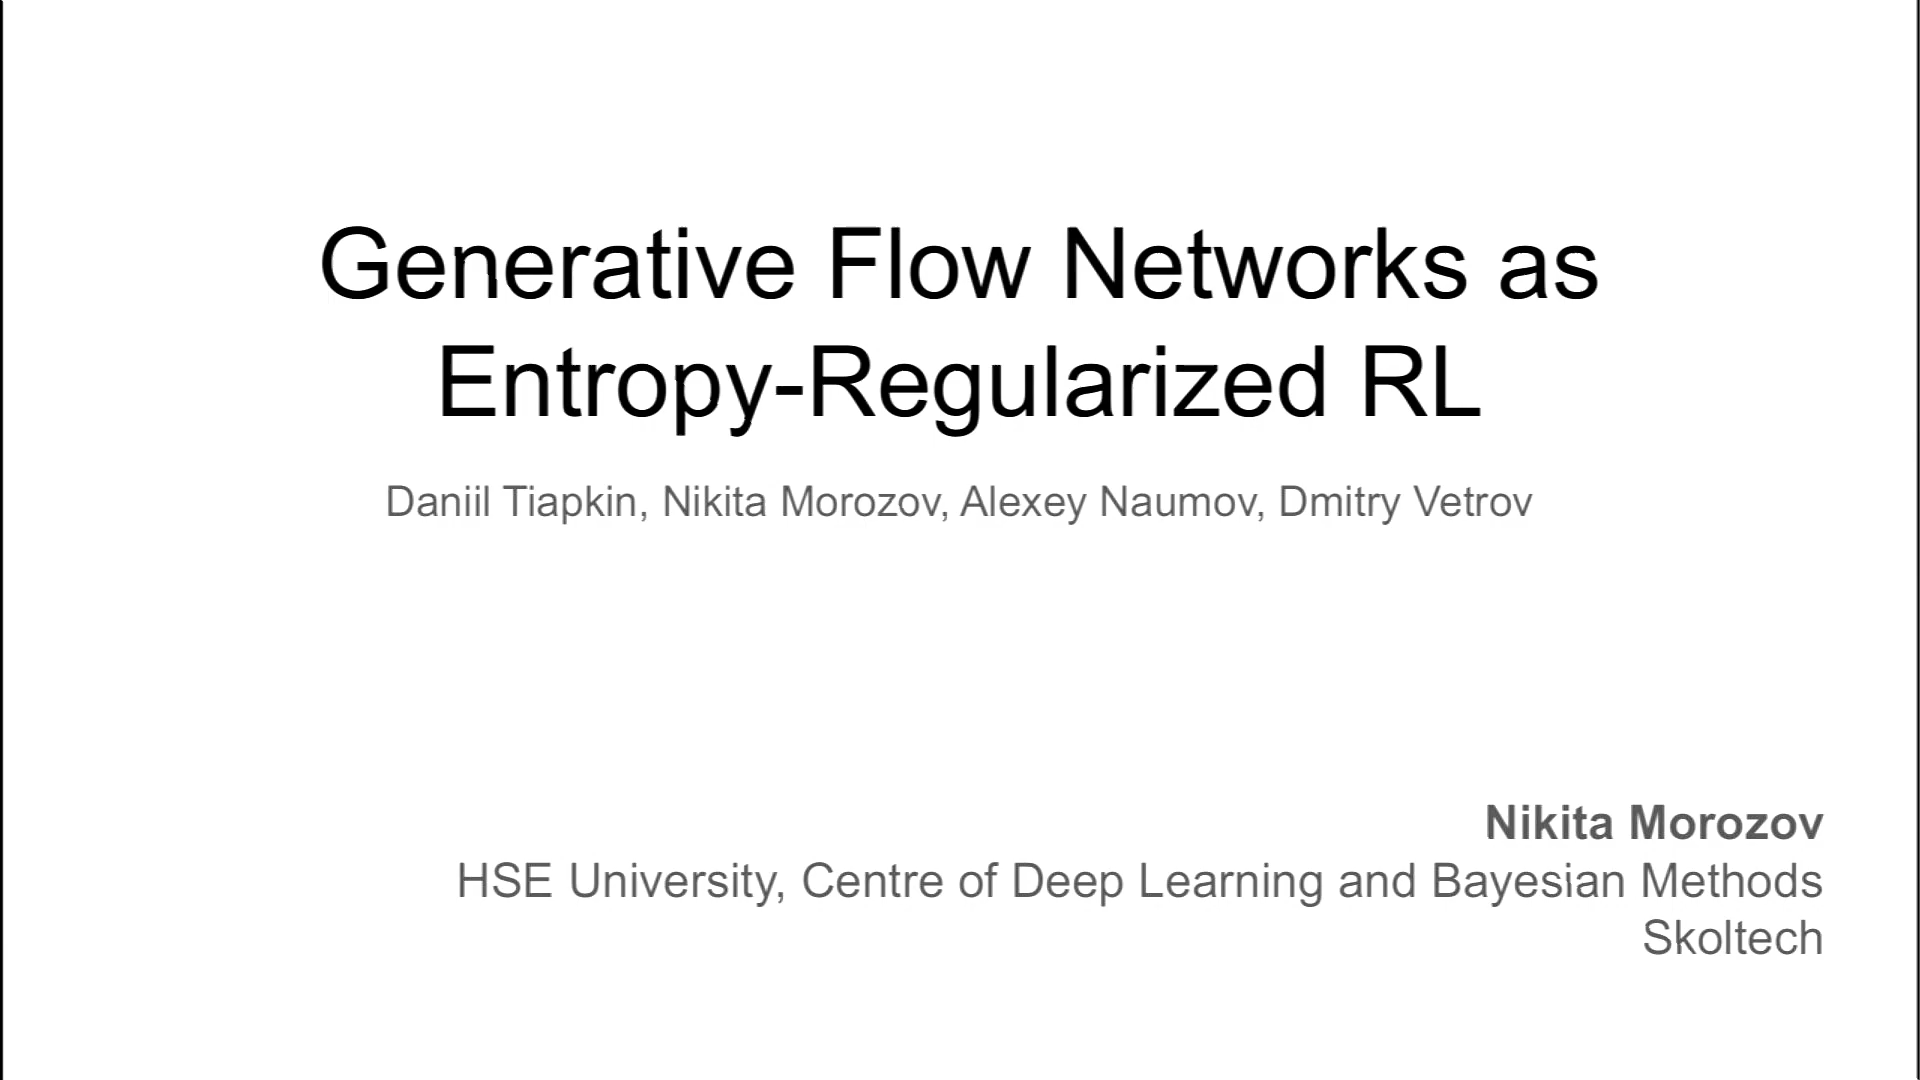 Generative Flow Networks as
Entropy-Regularized RL
Daniil Tiapkin, Nikita Morozov, Alexey Naumov, Dmitry Vetrov
Nikita Morozov
HSE University, Centre of Deep Learning and Bayesian Methods
Skoltech